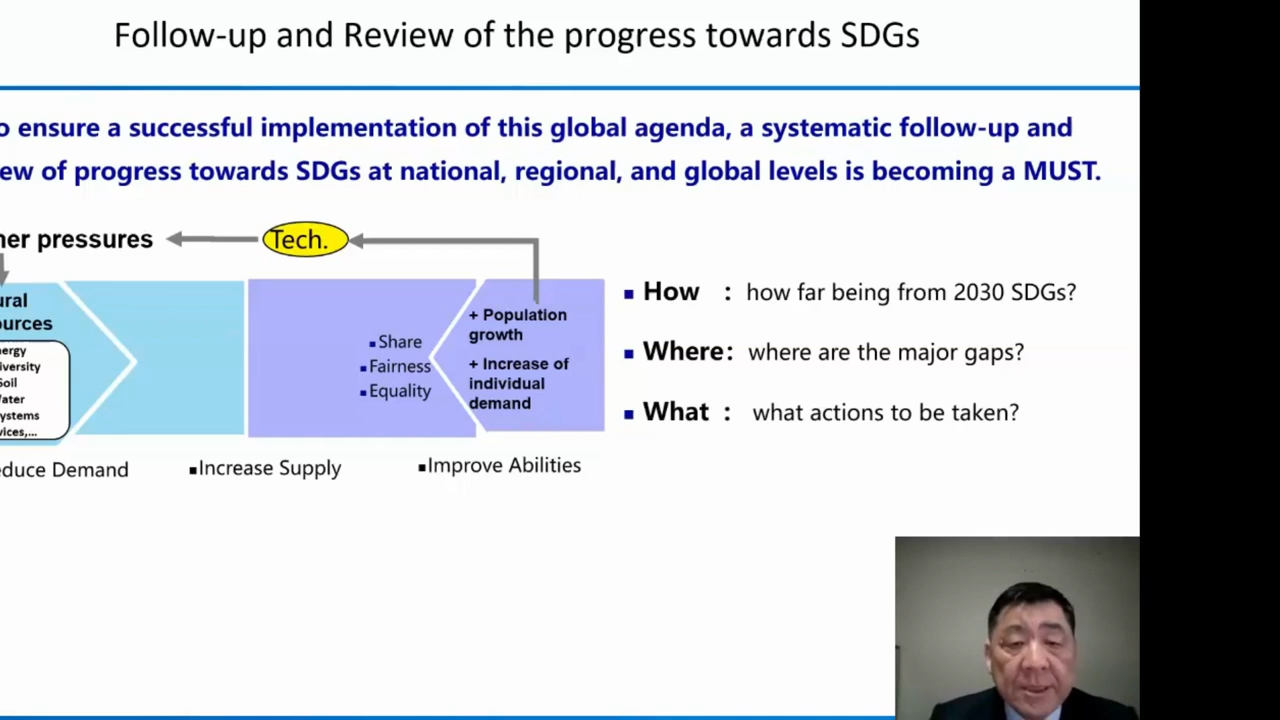 Follow-up and Review of the progress towards SDGs
o ensure a successful implementation of this global agenda, a systematic follow-up and
ew of progress towards SDGs at national, regional, and global levels is becoming a MUST.
her pressures
Tech.
ural
ources
nergy
iversity
Soil
Water
ystems
vices,...
▪Share
▪Fairness
▪Equality
+ Population
growth
+ Increase of
individual
demand
educe Demand
▪Increase Supply
▪Improve Abilities
▪ How : how far being from 2030 SDGs?
▪ Where: where are the major gaps?
▪ What : what actions to be taken?